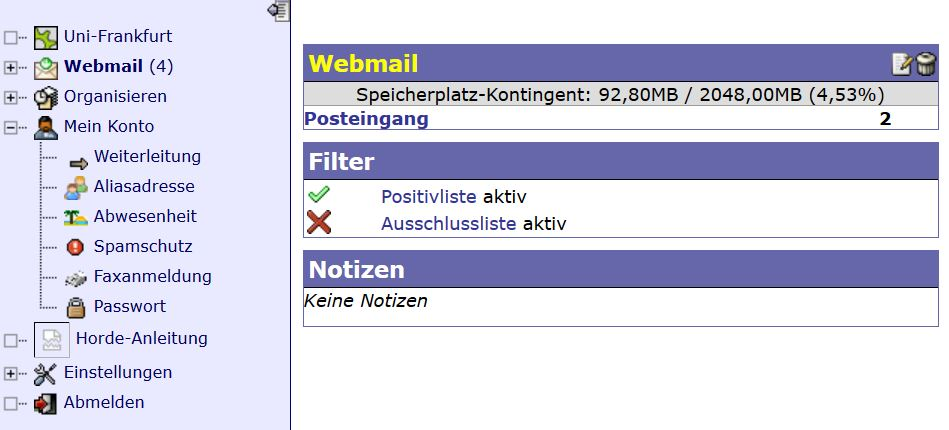 Uni-Frankfurt
Webmail (4)
Organisieren
Mein Konto
Weiterleitung
Aliasadresse
Abwesenheit
Spamschutz
Faxanmeldung
Passwort
Horde-Anleitung
Einstellungen
Abmelden
Webmail
Speicherplatz-Kontingent: 92,80MB / 2048,00MB (4,53%)
Posteingang 2
Filter
Positivliste aktiv
Ausschlussliste aktiv
Notizen
Keine Notizen